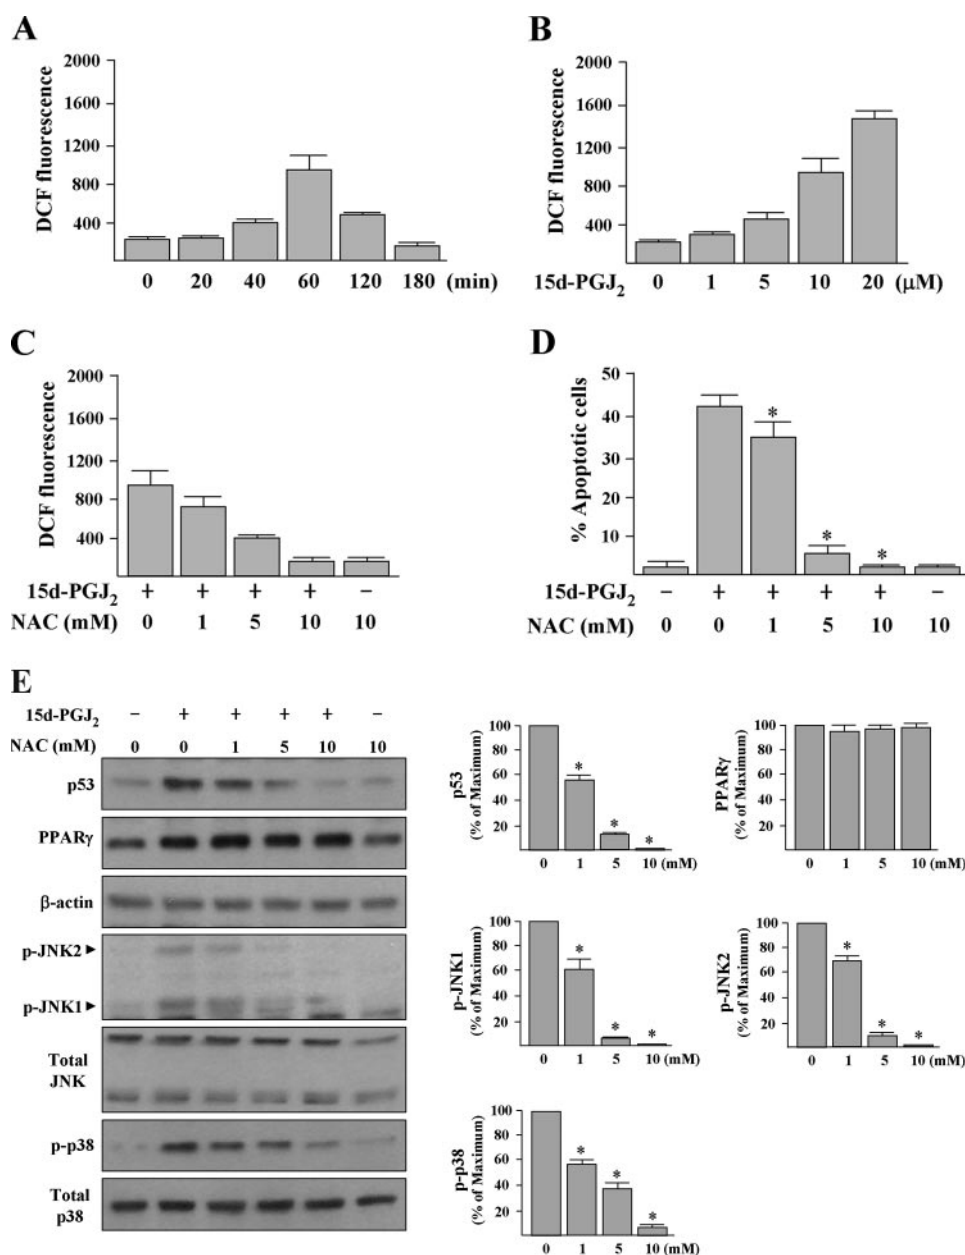 A
DCF fluorescence
2000
1600
1200
800
400
0 20 40 60 120 180 (min)
B
DCF fluorescence
2000
1600
1200
800
400
15d-PGJ2 0 1 5 10 20 (μM)
C
DCF fluorescence
2000
1600
1200
800
400
15d-PGJ2 + + + + −
NAC (mM) 0 1 5 10 10
D
% Apoptotic cells
50
40
30
20
10
* * *
15d-PGJ2 − + + + + −
NAC (mM) 0 0 1 5 10 10
E
15d-PGJ2 − + + + + −
NAC (mM) 0 0 1 5 10 10
p53
PPARγ
β-actin
p-JNK2
p-JNK1
Total
JNK
p-p38
Total
p38
p53
(% of Maximum)
100
80
60
40
20
* * *
0 1 5 10 (mM)
PPARγ
(% of Maximum)
100
80
60
40
20
0 1 5 10 (mM)
p-JNK1
(% of Maximum)
100
80
60
40
20
* * *
0 1 5 10 (mM)
p-JNK2
(% of Maximum)
100
80
60
40
20
* * *
0 1 5 10 (mM)
p-p38
(% of Maximum)
100
80
60
40
20
* * *
0 1 5 10 (mM)